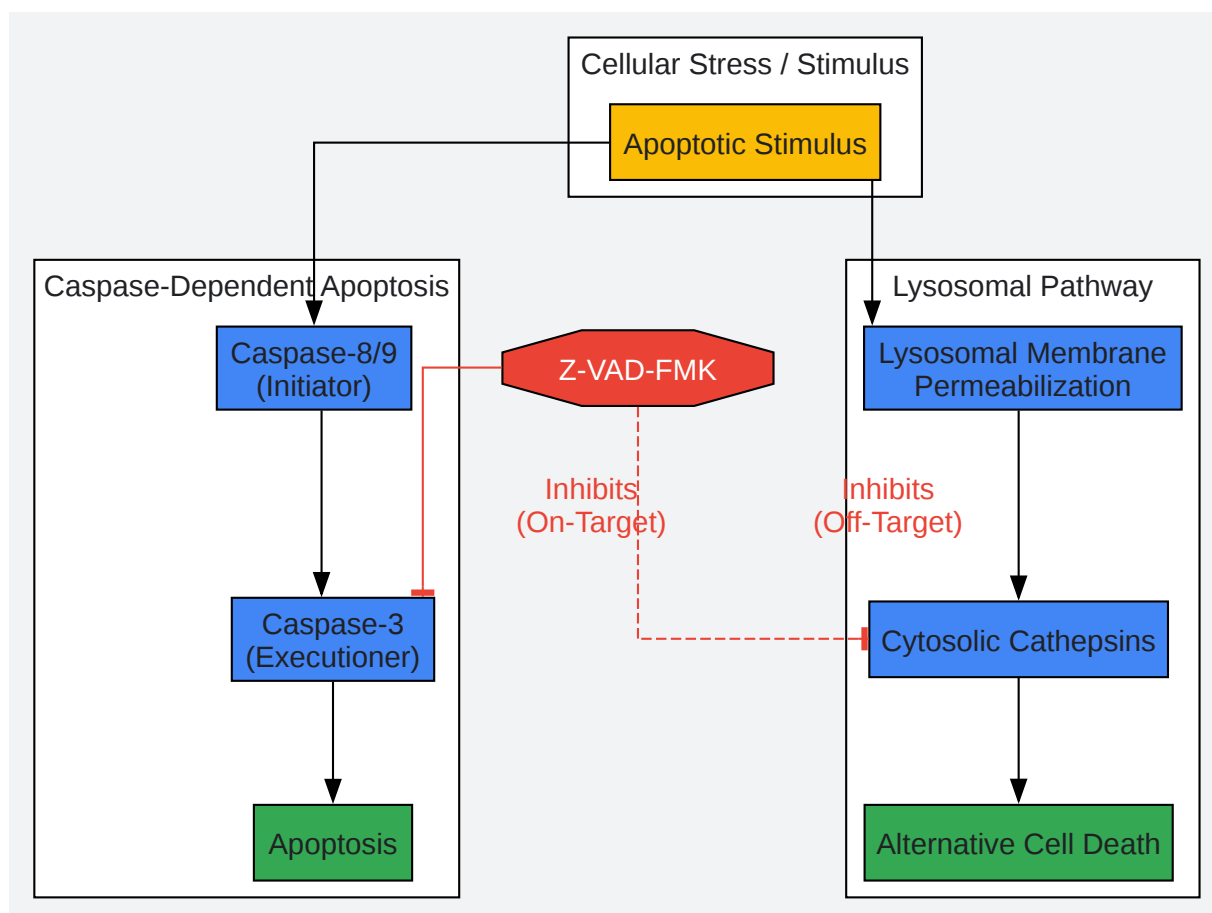 Cellular Stress / Stimulus
Apoptotic Stimulus
Caspase-Dependent Apoptosis
Lysosomal Pathway
Caspase-8/9
(Initiator)
Z-VAD-FMK
Lysosomal Membrane
Permeabilization
Inhibits
(On-Target)
Inhibits
(Off-Target)
Caspase-3
(Executioner)
Cytosolic Cathepsins
Apoptosis
Alternative Cell Death